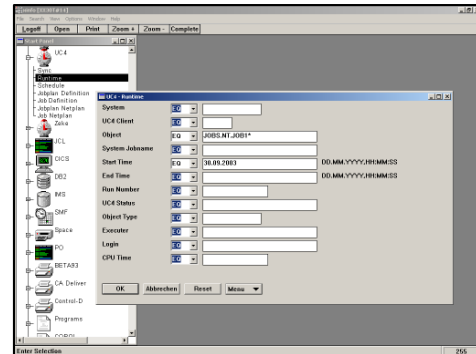 Logoff Open Print Zoom + Zoom - Complete
UC4
Sync
Runtime
Schedule
Jobplan Definition
Job Definition
Jobplan Netplan
Job Netplan
Zeke
JCL
CICS
DB2
IMS
SMF
Space
PO
BETA93
CA Deliver
Control-D
Programs
COBOL
UC4 - Runtime
System EQ
UC4 Client EQ
Object EQ JOBS.NT.JOB1*
System Jobname EQ
Start Time EQ 30.09.2003 DD.MM.YYYY.HH:MM:SS
End Time EQ DD.MM.YYYY.HH:MM:SS
Run Number EQ
UC4 Status EQ
Object Type EQ
Executer EQ
Login EQ
CPU Time EQ
OK Abbrechen Reset Menu
Enter Selection 255